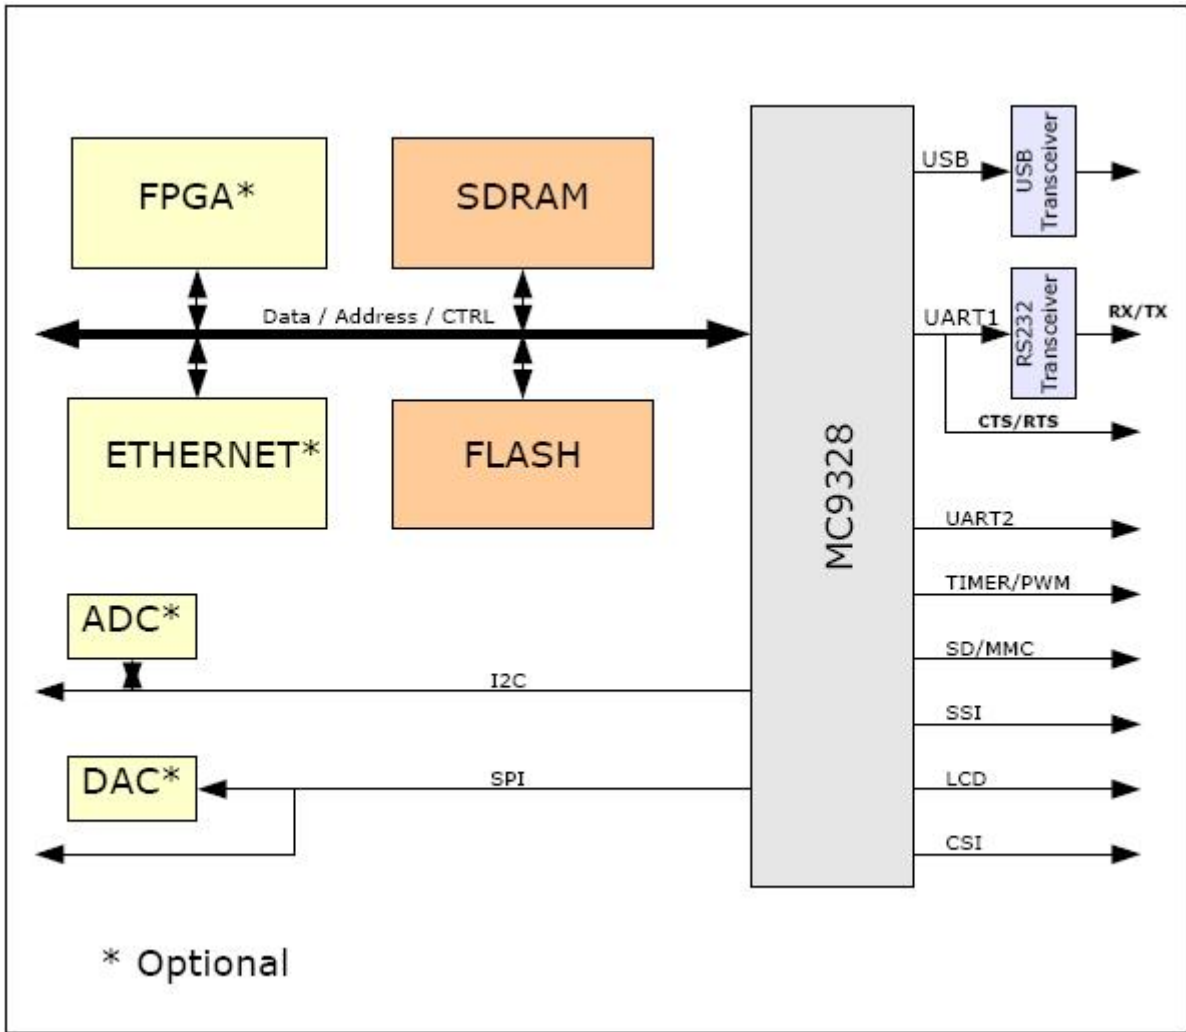 FPGA*
SDRAM
USB
USB
Transceiver
Data / Address / CTRL
UART1
RS232
Transceiver
RX/TX
CTS/RTS
ETHERNET*
FLASH
MC9328
UART2
TIMER/PWM
ADC*
SD/MMC
I2C
SSI
DAC*
SPI
LCD
CSI
* Optional